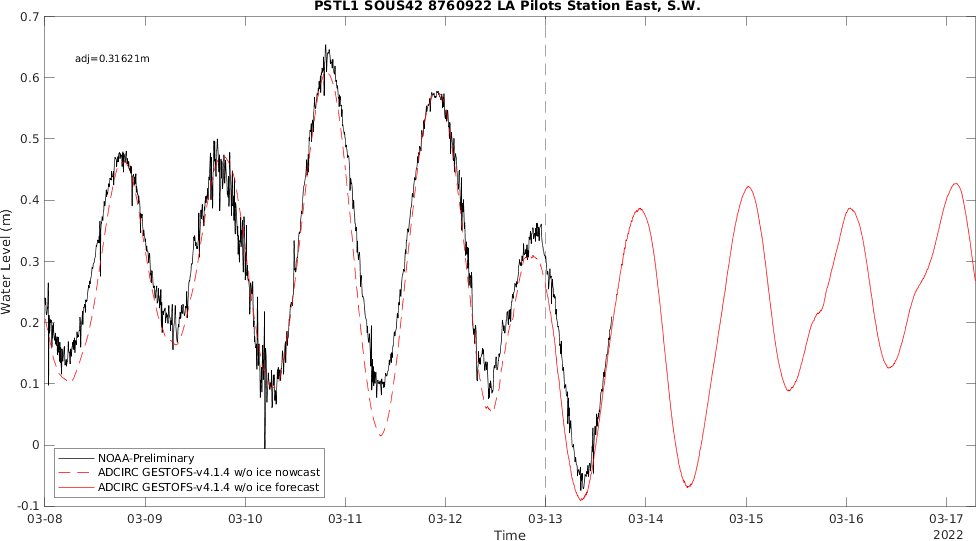 PSTL1 SOUS42 8760922 LA Pilots Station East, S.W.
adj=0.31621m
0.7
0.6
0.5
0.4
0.3
0.2
0.1
0
-0.1
Water Level (m)
NOAA-Preliminary
ADCIRC GESTOFS-v4.1.4 w/o ice nowcast
ADCIRC GESTOFS-v4.1.4 w/o ice forecast
03-08 03-09 03-10 03-11 03-12 03-13 03-14 03-15 03-16 03-17
Time
2022